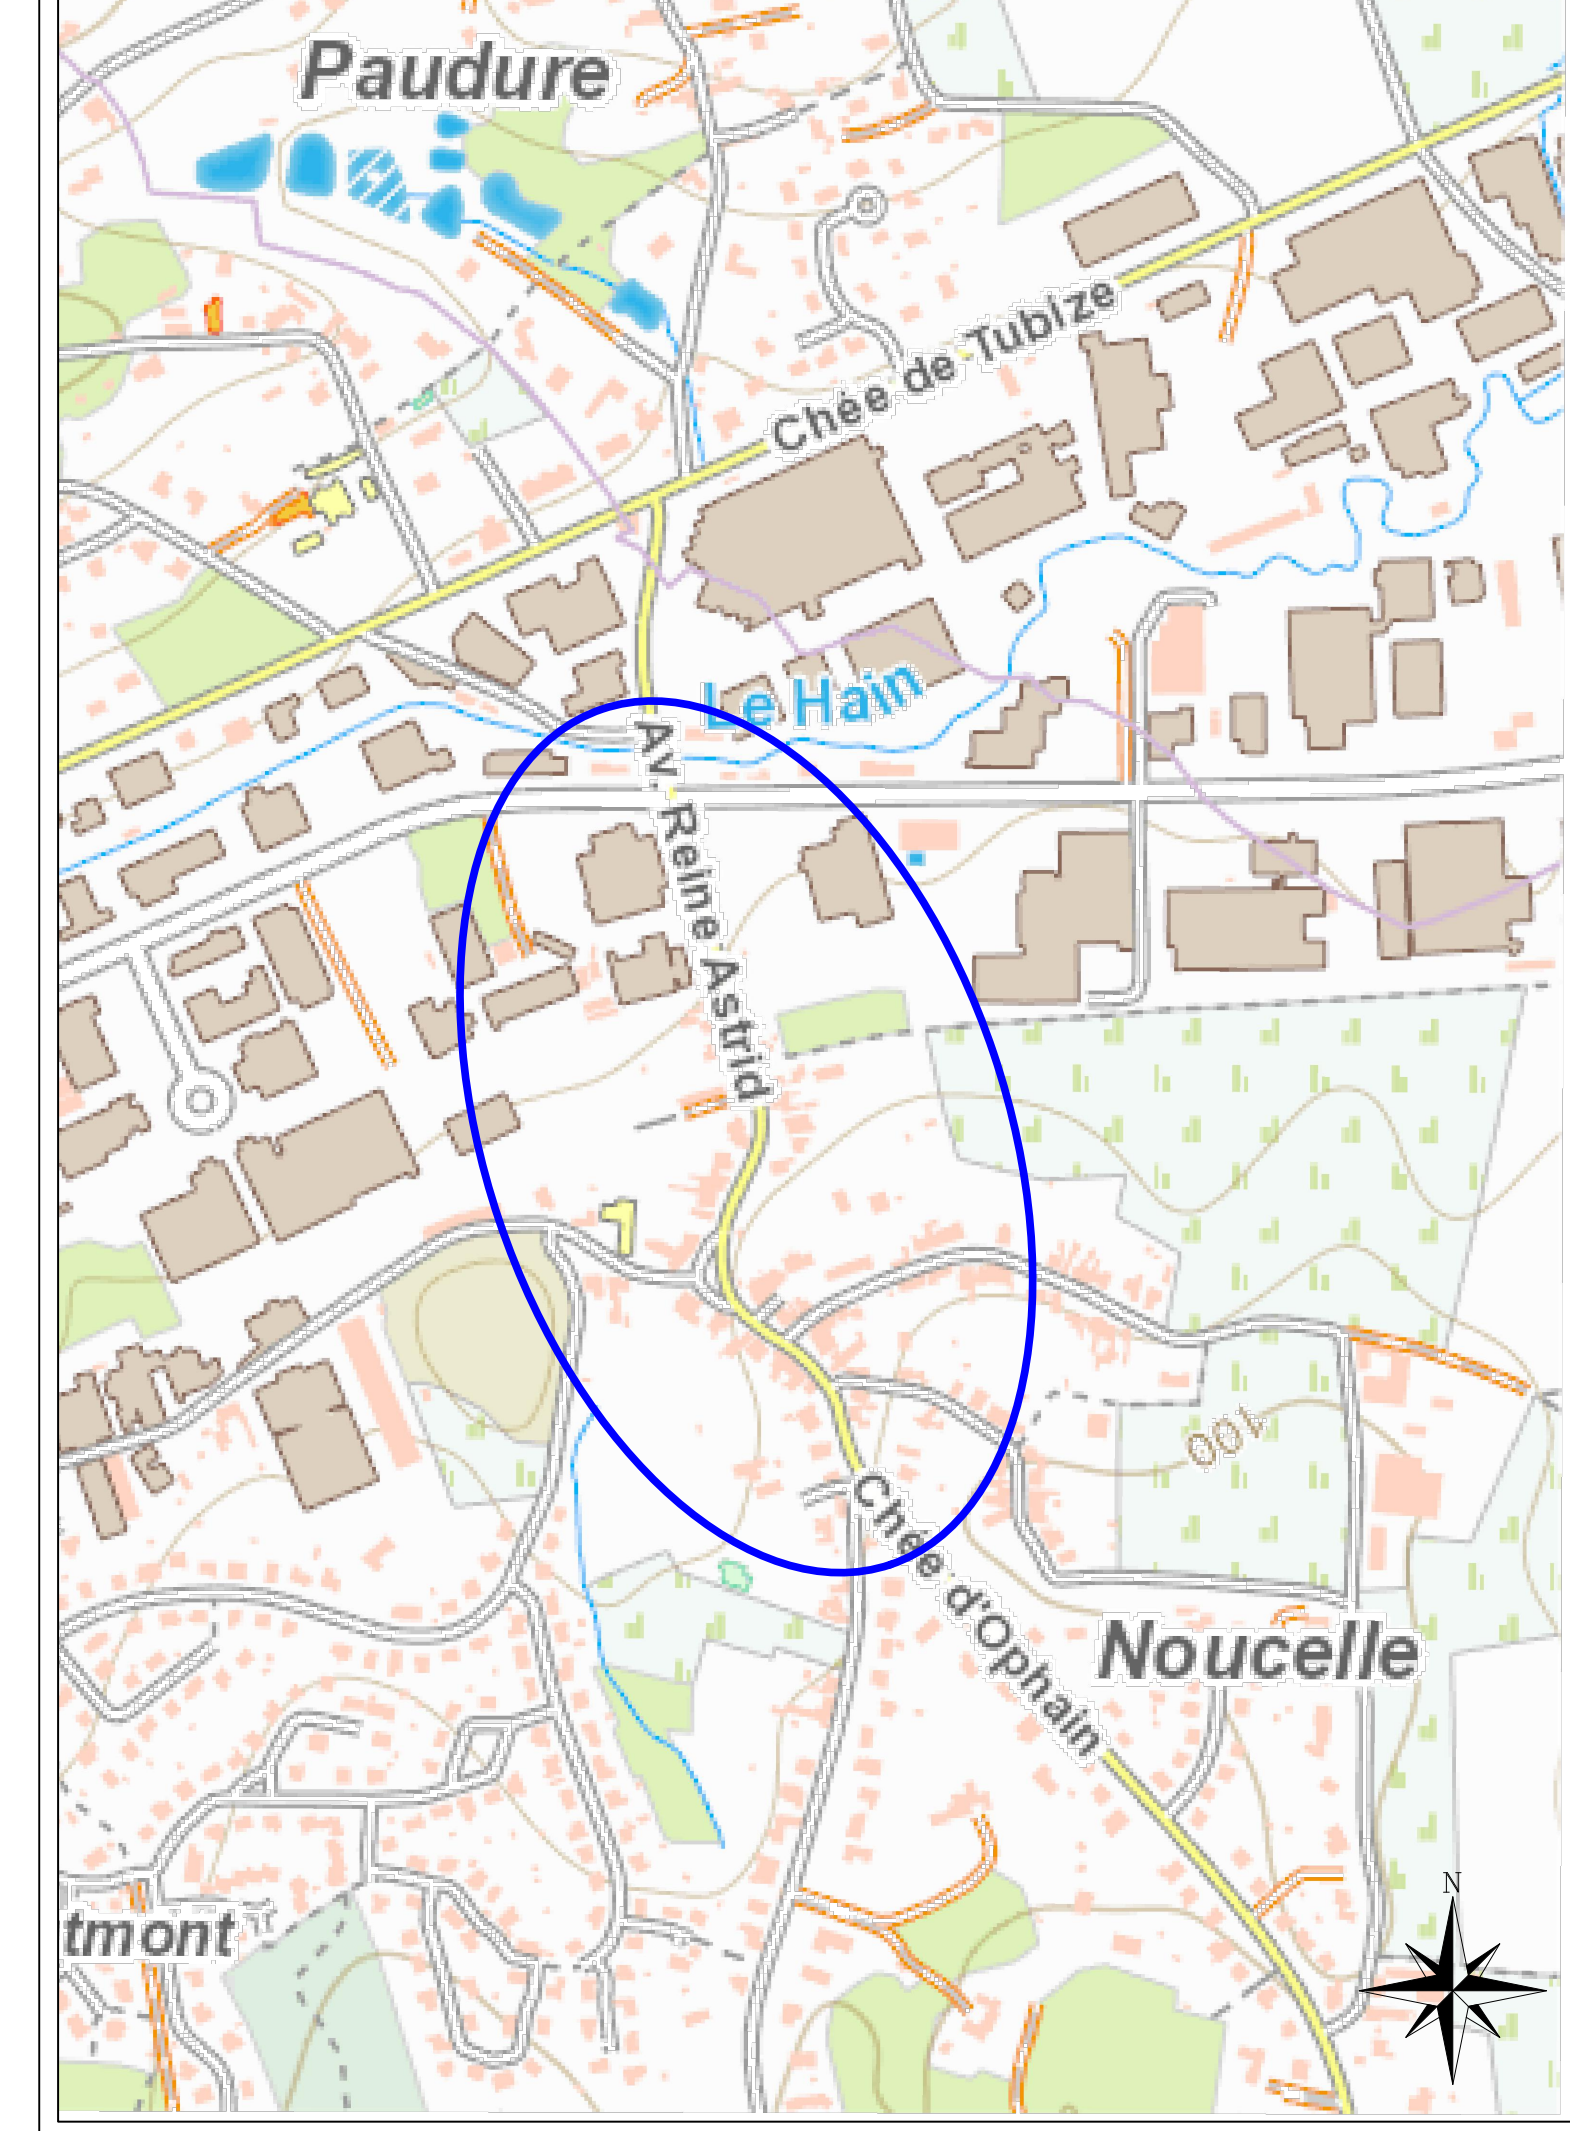 Paudure
Chée de Tubize
Le Hain
Av. Reine Astrid
100
Chée d'Ophain
Noucelle
N
tmont